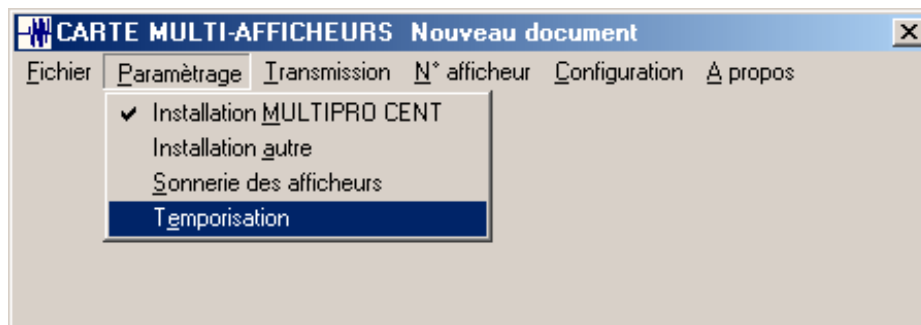 CARTE MULTI-AFFICHEURS Nouveau document
Fichier Paramètrage Transmission N° afficheur Configuration A propos
Installation MULTIPRO CENT
Installation autre
Sonnerie des afficheurs
Temporisation